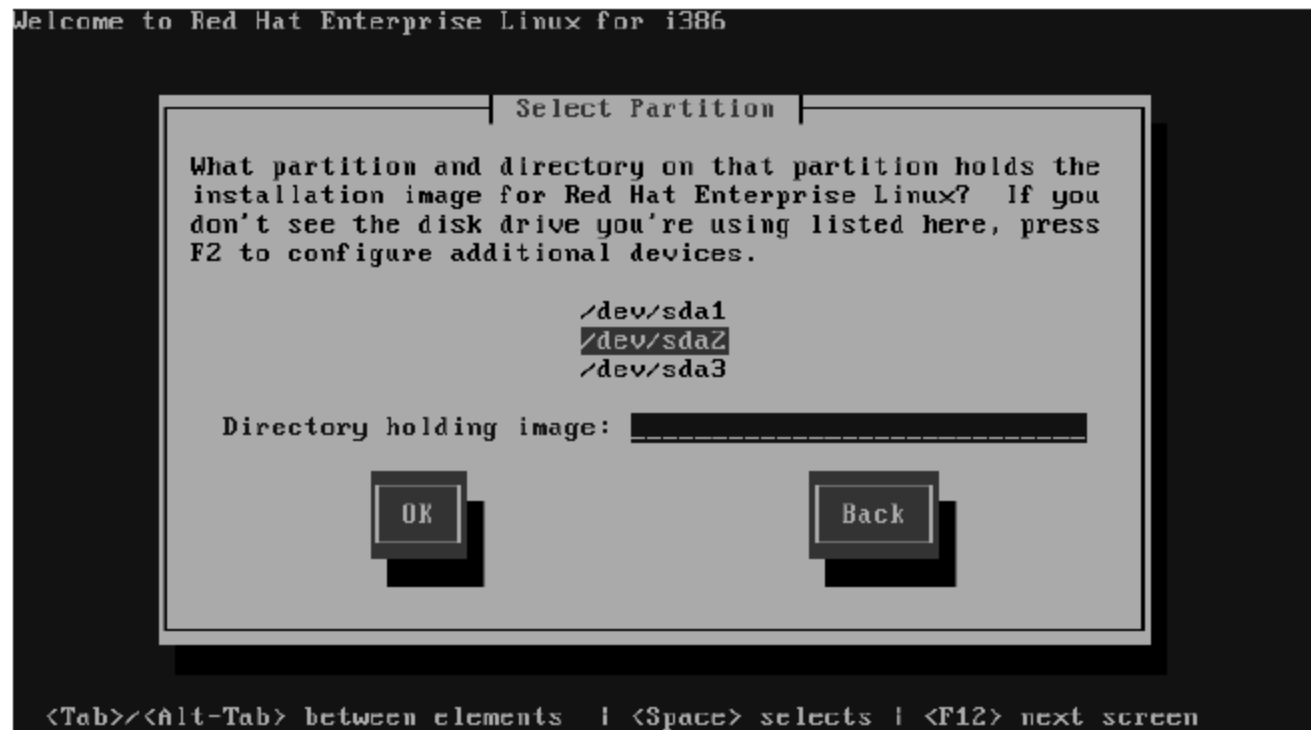 Welcome to Red Hat Enterprise Linux for i386
Select Partition
What partition and directory on that partition holds the
installation image for Red Hat Enterprise Linux?  If you
don't see the disk drive you're using listed here, press
F2 to configure additional devices.
/dev/sda1
/dev/sda2
/dev/sda3
Directory holding image: ____________________________
OK
Back
<Tab>/<Alt-Tab> between elements  | <Space> selects | <F12> next screen